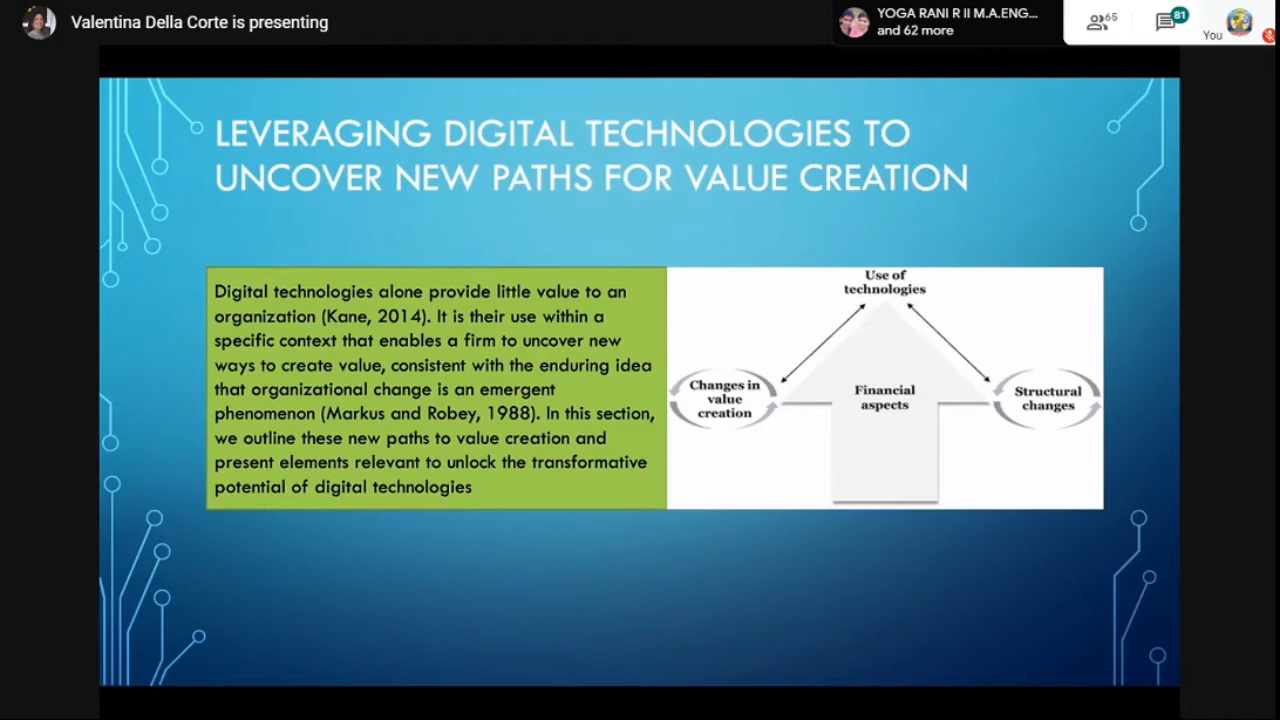 Valentina Della Corte is presenting
YOGA RANI R II M.A.ENG...
and 62 more
65
81
You
LEVERAGING DIGITAL TECHNOLOGIES TO
UNCOVER NEW PATHS FOR VALUE CREATION
Digital technologies alone provide little value to an
organization (Kane, 2014). It is their use within a
specific context that enables a firm to uncover new
ways to create value, consistent with the enduring idea
that organizational change is an emergent
phenomenon (Markus and Robey, 1988). In this section,
we outline these new paths to value creation and
present elements relevant to unlock the transformative
potential of digital technologies
Use of
technologies
Changes in
value
creation
Financial
aspects
Structural
changes